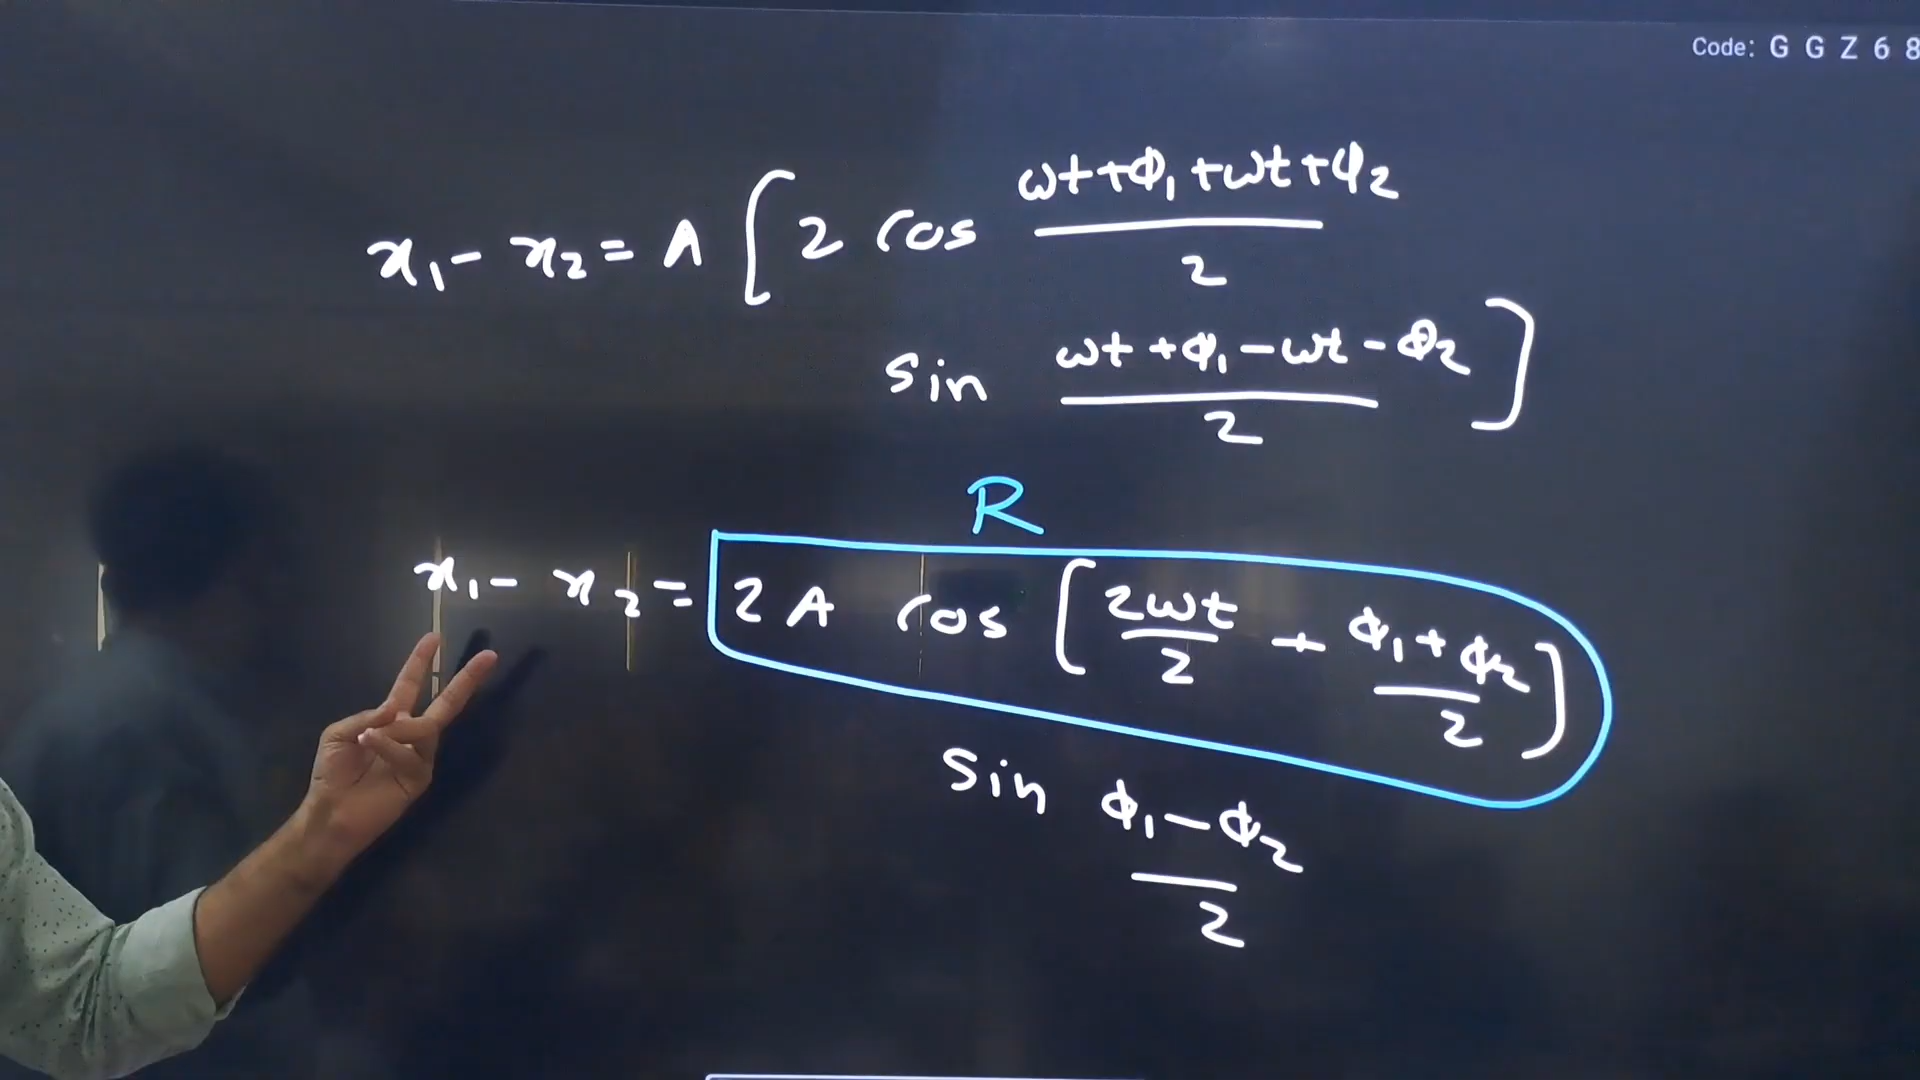 Code: G G Z 6 8
x₁ - x₂ = A [ 2 cos (ωt + ϕ₁ + ωt + ϕ₂)/2
sin (ωt + ϕ₁ - ωt - ϕ₂)/2 ]
R
x₁ - x₂ = 2 A cos [ 2ωt/2 + (ϕ₁ + ϕ₂)/2 ]
sin (ϕ₁ - ϕ₂)/2